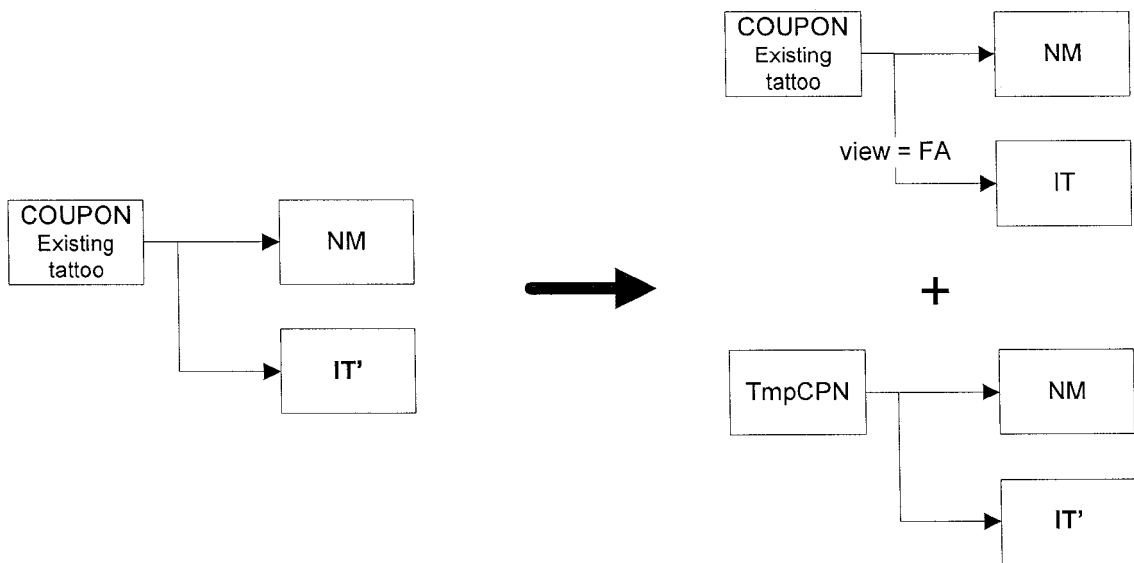 COUPON
Existing
tattoo
NM
IT'
COUPON
Existing
tattoo
NM
view = FA
IT
+
TmpCPN
NM
IT'